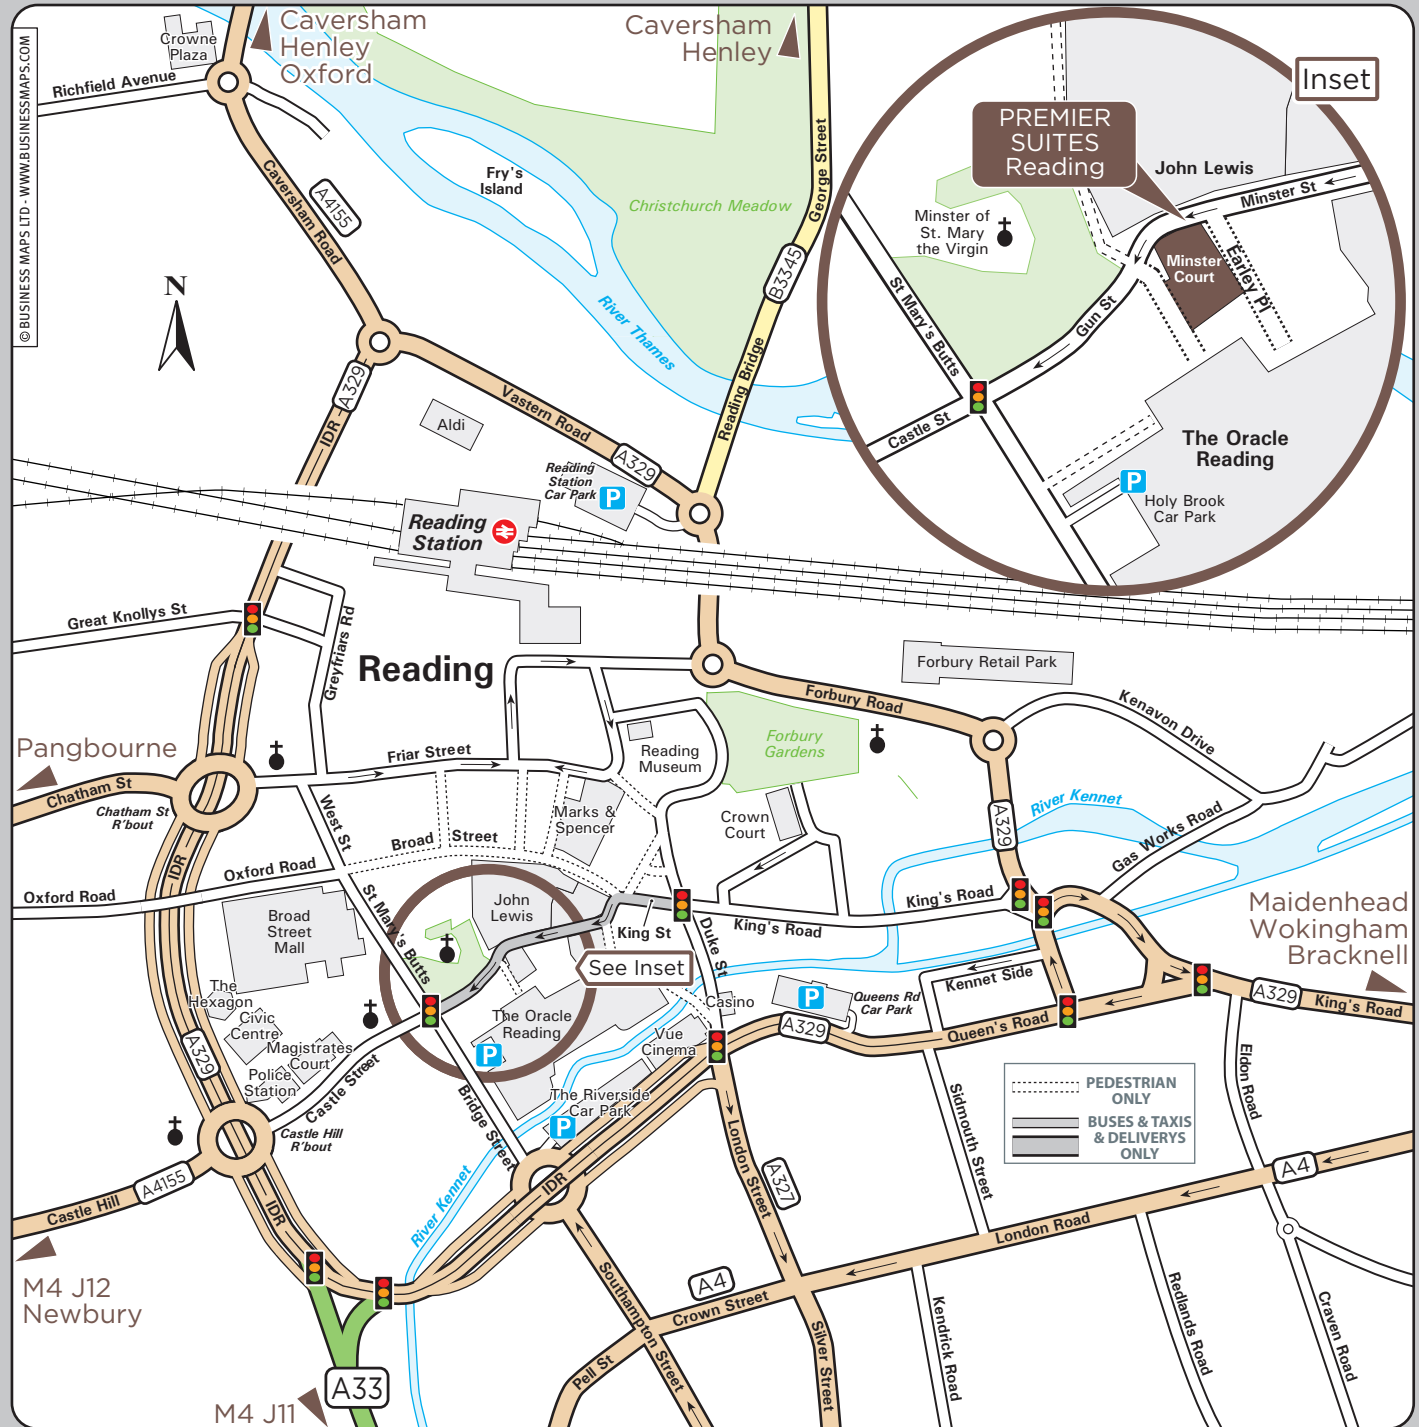 © BUSINESS MAPS LTD - WWW.BUSINESSMAPS.COM
Crowne
Plaza
Richfield Avenue
Caversham
Henley
Oxford
Caversham
Henley
Inset
PREMIER
SUITES
Reading
John Lewis
Minster St
Minster of
St. Mary
the Virgin
Minster
Court
Earley Pl
St Mary's Butts
Gun St
Castle St
The Oracle
Reading
P
Holy Brook
Car Park
Fry's
Island
Christchurch Meadow
George Street
B3345
Reading Bridge
River Thames
Caversham Road
A4155
N
A329
IDR
Vastern Road
A329
Aldi
Reading
Station
Car Park
P
Reading
Station
Great Knollys St
Greyfriars Rd
Reading
Forbury Retail Park
Forbury Road
Kenavon Drive
Pangbourne
Chatham St
Chatham St
R'bout
Friar Street
Reading
Museum
Forbury
Gardens
West St
Broad Street
Marks &
Spencer
Crown
Court
A329
River Kennet
Gas Works Road
IDR
Oxford Road
Oxford Road
Broad
Street
Mall
St Mary's Butts
John
Lewis
King St
King's Road
King's Road
Duke St
See Inset
Maidenhead
Wokingham
Bracknell
Kennet Side
The
Hexagon
Civic
Centre
Magistrates
Court
Police
Station
A329
The Oracle
Reading
P
Casino
P
Queens Rd
Car Park
A329
Vue
Cinema
Queen's Road
A329
King's Road
Castle Street
Castle Hill
R'bout
Bridge Street
The Riverside
Car Park
P
Sidmouth Street
Eldon Road
PEDESTRIAN
ONLY
BUSES & TAXIS
& DELIVERYS
ONLY
A4155
Castle Hill
IDR
River Kennet
IDR
London Street
A327
A4
London Road
M4 J12
Newbury
A4
Crown Street
Southampton Street
Pell St
Silver Street
Kendrick Road
Redlands Road
Craven Road
A33
M4 J11